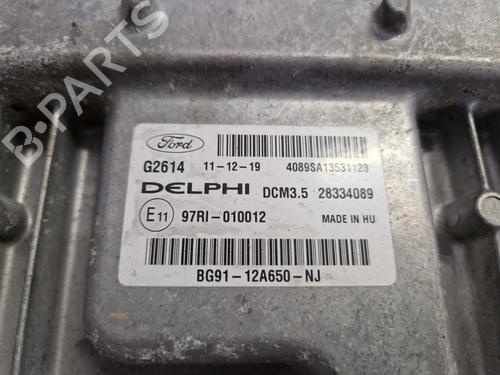 B-PARTS
Ford
G2614 11-12-19 4089SA13531123
DELPHI DCM3.5 28334089
E11 97RI-010012 MADE IN HU
BG91-12A650-NJ